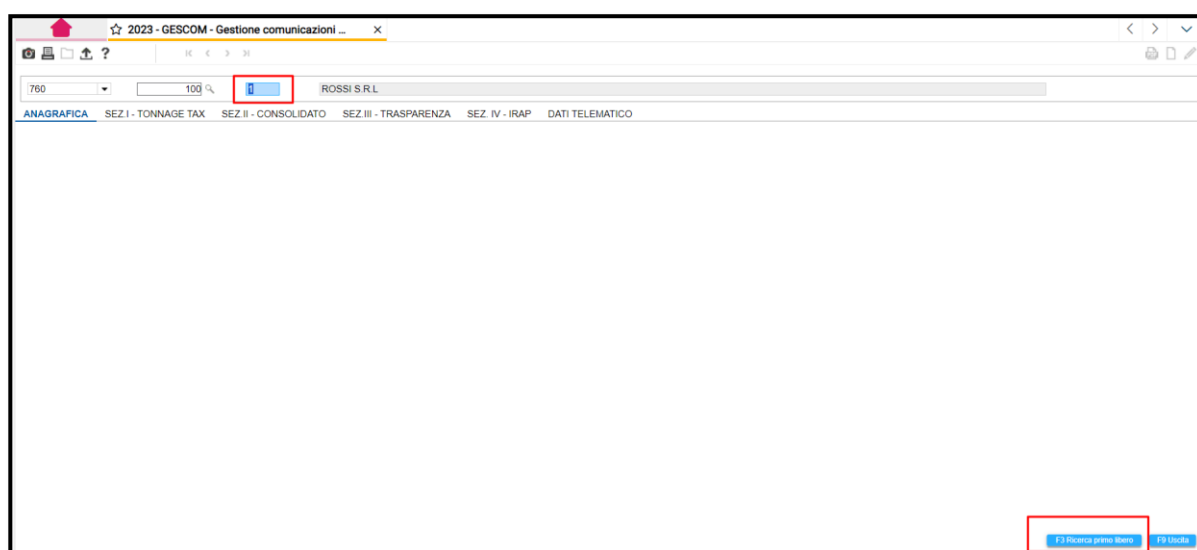 2023 - GESCOM - Gestione comunicazioni ... ×
?
760 100 1 ROSSI S.R.L
ANAGRAFICA SEZ.I - TONNAGE TAX SEZ.II - CONSOLIDATO SEZ.III - TRASPARENZA SEZ. IV - IRAP DATI TELEMATICO
F3 Ricerca primo libero F9 Uscita